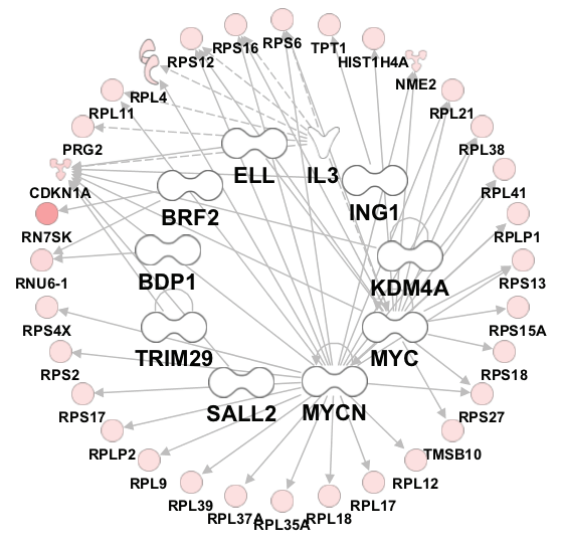 RPS6
RPS16
TPT1
RPS12
HIST1H4A
NME2
RPL4
RPL11
RPL21
PRG2
RPL38
ELL
IL3
CDKN1A
RPL41
BRF2
ING1
RN7SK
RPLP1
RNU6-1
BDP1
KDM4A
RPS13
RPS4X
RPS15A
TRIM29
MYC
RPS2
RPS18
SALL2
MYCN
RPS17
RPS27
RPLP2
TMSB10
RPL9
RPL12
RPL39
RPL17
RPL37A
RPL35A
RPL18